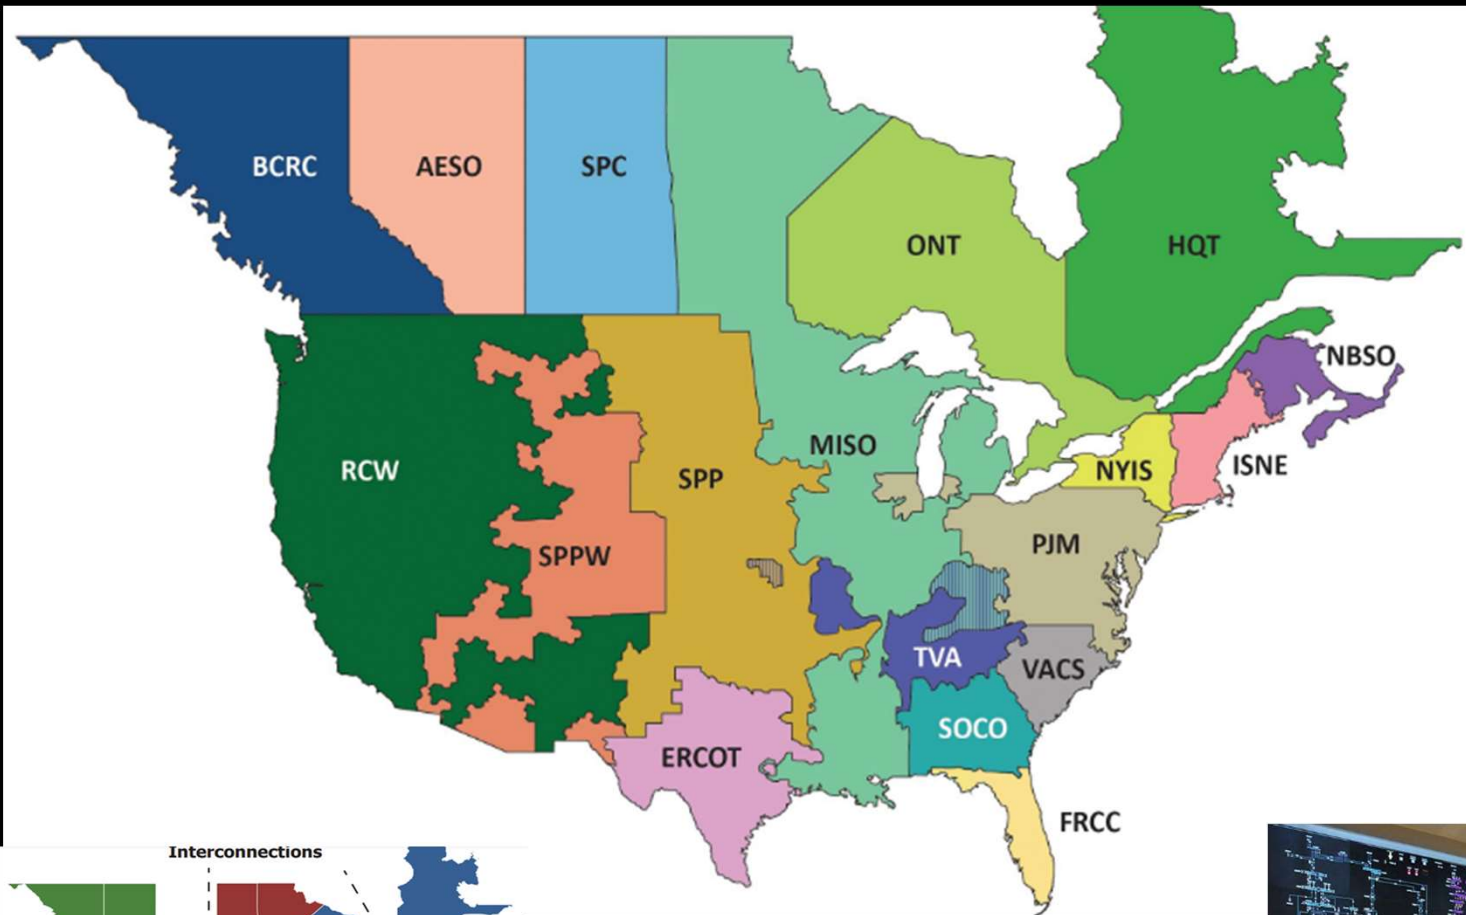 BCRC
AESO
SPC
ONT
HQT
NBSO
MISO
RCW
SPP
NYIS
ISNE
SPPW
PJM
TVA
VACS
SOCO
ERCOT
FRCC
Interconnections